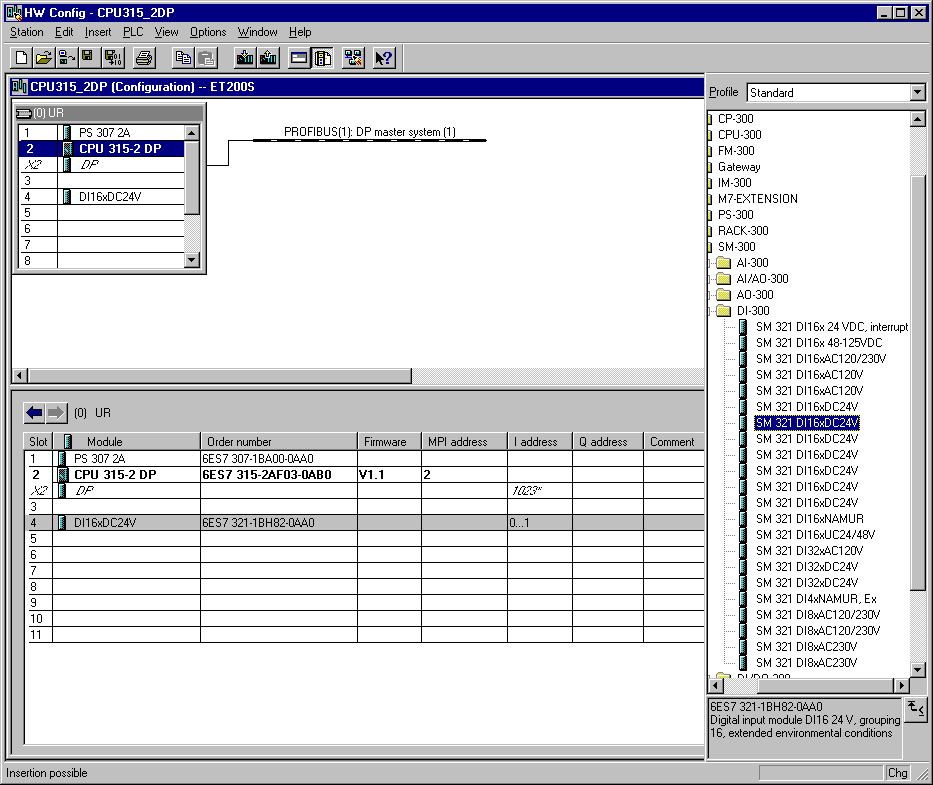 HW Config - CPU315_2DP
Station Edit Insert PLC View Options Window Help
CPU315_2DP (Configuration) -- ET200S
(0) UR
1 PS 307 2A
2 CPU 315-2 DP
X2 DP
3
4 DI16xDC24V
5
6
7
8
PROFIBUS(1): DP master system (1)
(0) UR
Slot Module Order number Firmware MPI address I address Q address Comment
1 PS 307 2A 6ES7 307-1BA00-0AA0
2 CPU 315-2 DP 6ES7 315-2AF03-0AB0 V1.1 2
X2 DP 1023*
3
4 DI16xDC24V 6ES7 321-1BH82-0AA0 0...1
5
6
7
8
9
10
11
Profile Standard
CP-300
CPU-300
FM-300
Gateway
IM-300
M7-EXTENSION
PS-300
RACK-300
SM-300
AI-300
AI/AO-300
AO-300
DI-300
SM 321 DI16x 24 VDC, interrupt
SM 321 DI16x 48-125VDC
SM 321 DI16xAC120/230V
SM 321 DI16xAC120V
SM 321 DI16xAC120V
SM 321 DI16xDC24V
SM 321 DI16xDC24V
SM 321 DI16xDC24V
SM 321 DI16xDC24V
SM 321 DI16xDC24V
SM 321 DI16xDC24V
SM 321 DI16xDC24V
SM 321 DI16xNAMUR
SM 321 DI16xUC24/48V
SM 321 DI32xAC120V
SM 321 DI32xDC24V
SM 321 DI32xDC24V
SM 321 DI4xNAMUR, Ex
SM 321 DI8xAC120/230V
SM 321 DI8xAC120/230V
SM 321 DI8xAC230V
SM 321 DI8xAC230V
DI/DO-300
6ES7 321-1BH82-0AA0
Digital input module DI16 24 V, grouping
16, extended environmental conditions
Insertion possible
Chg